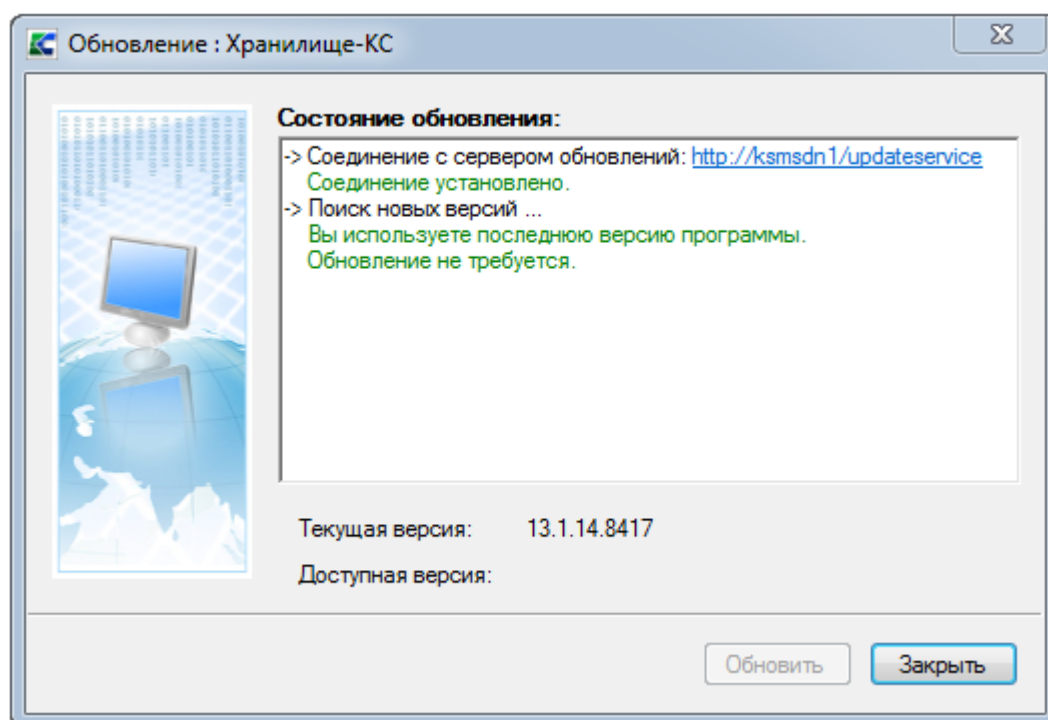 Обновление : Хранилище-КС
Состояние обновления:
-> Соединение с сервером обновлений: http://ksmsdn1/updateservice
Соединение установлено.
-> Поиск новых версий ...
Вы используете последнюю версию программы.
Обновление не требуется.
Текущая версия: 13.1.14.8417
Доступная версия:
Обновить Закрыть